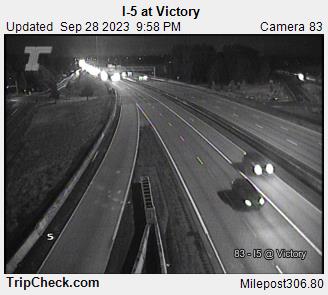 I-5 at Victory
Updated Sep 28 2023 9:58 PM Camera 83
T
S
83 - I5 @ Victory
TripCheck.com Milepost306.80